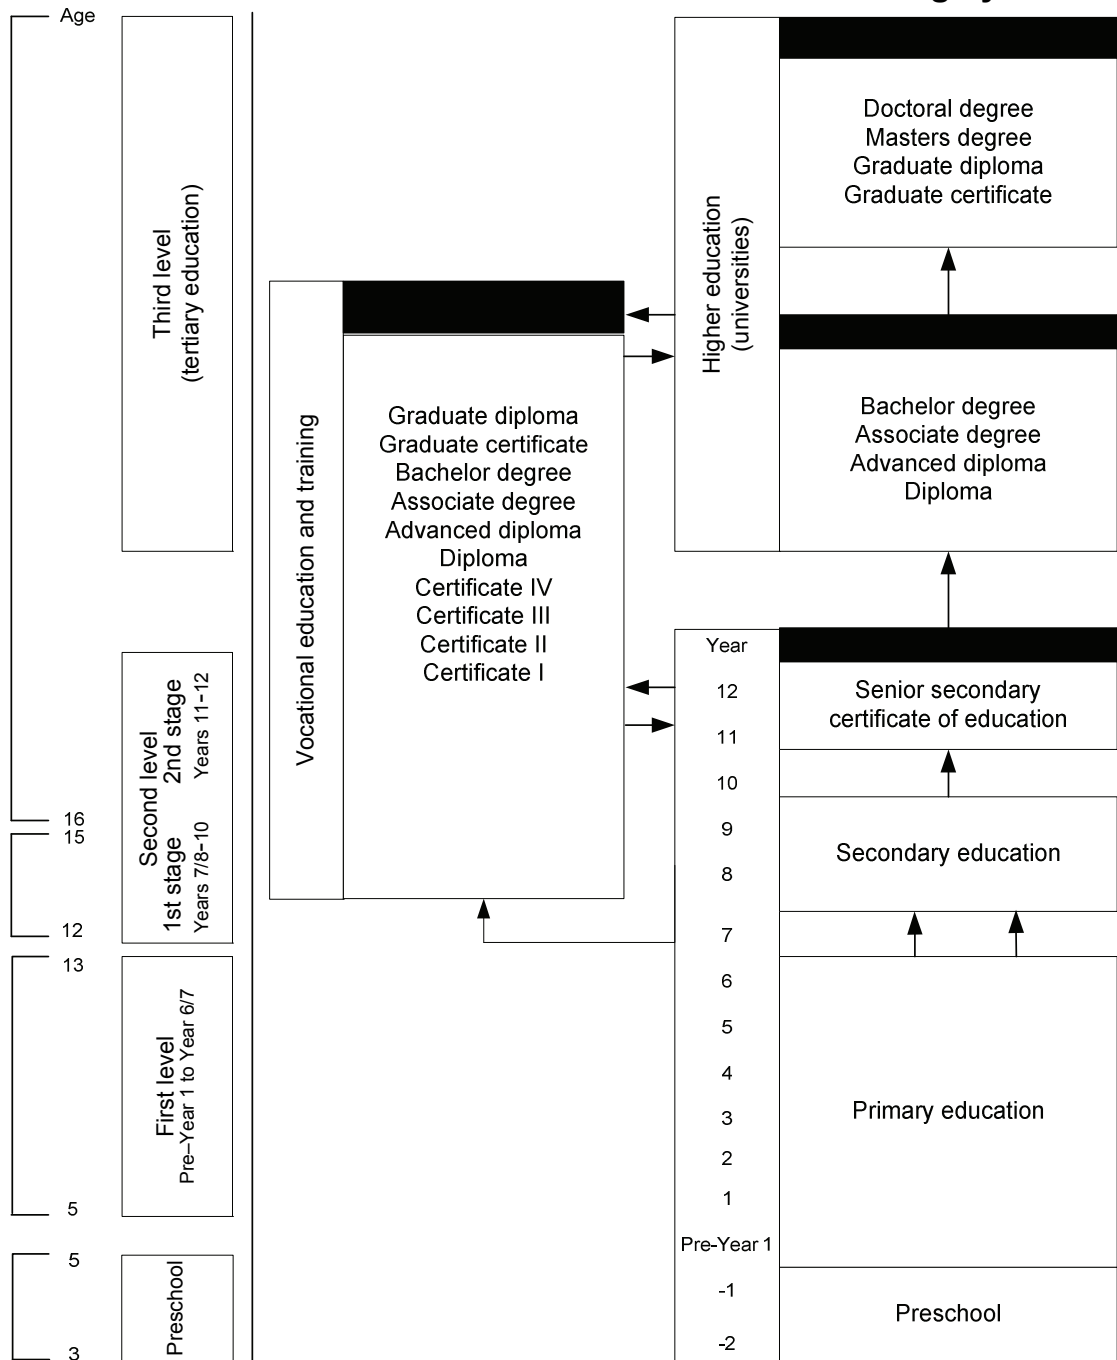 Age
16
15
12
13
5
5
3
Third level
(tertiary education)
Second level
2nd stage
Years 11-12
1st stage
Years 7/8-10
First level
Pre–Year 1 to Year 6/7
Preschool
Vocational education and training
Graduate diploma
Graduate certificate
Bachelor degree
Associate degree
Advanced diploma
Diploma
Certificate IV
Certificate III
Certificate II
Certificate I
Higher education
(universities)
Doctoral degree
Masters degree
Graduate diploma
Graduate certificate
Bachelor degree
Associate degree
Advanced diploma
Diploma
Year
12
11
10
9
8
7
6
5
4
3
2
1
Pre-Year 1
-1
-2
Senior secondary
certificate of education
Secondary education
Primary education
Preschool